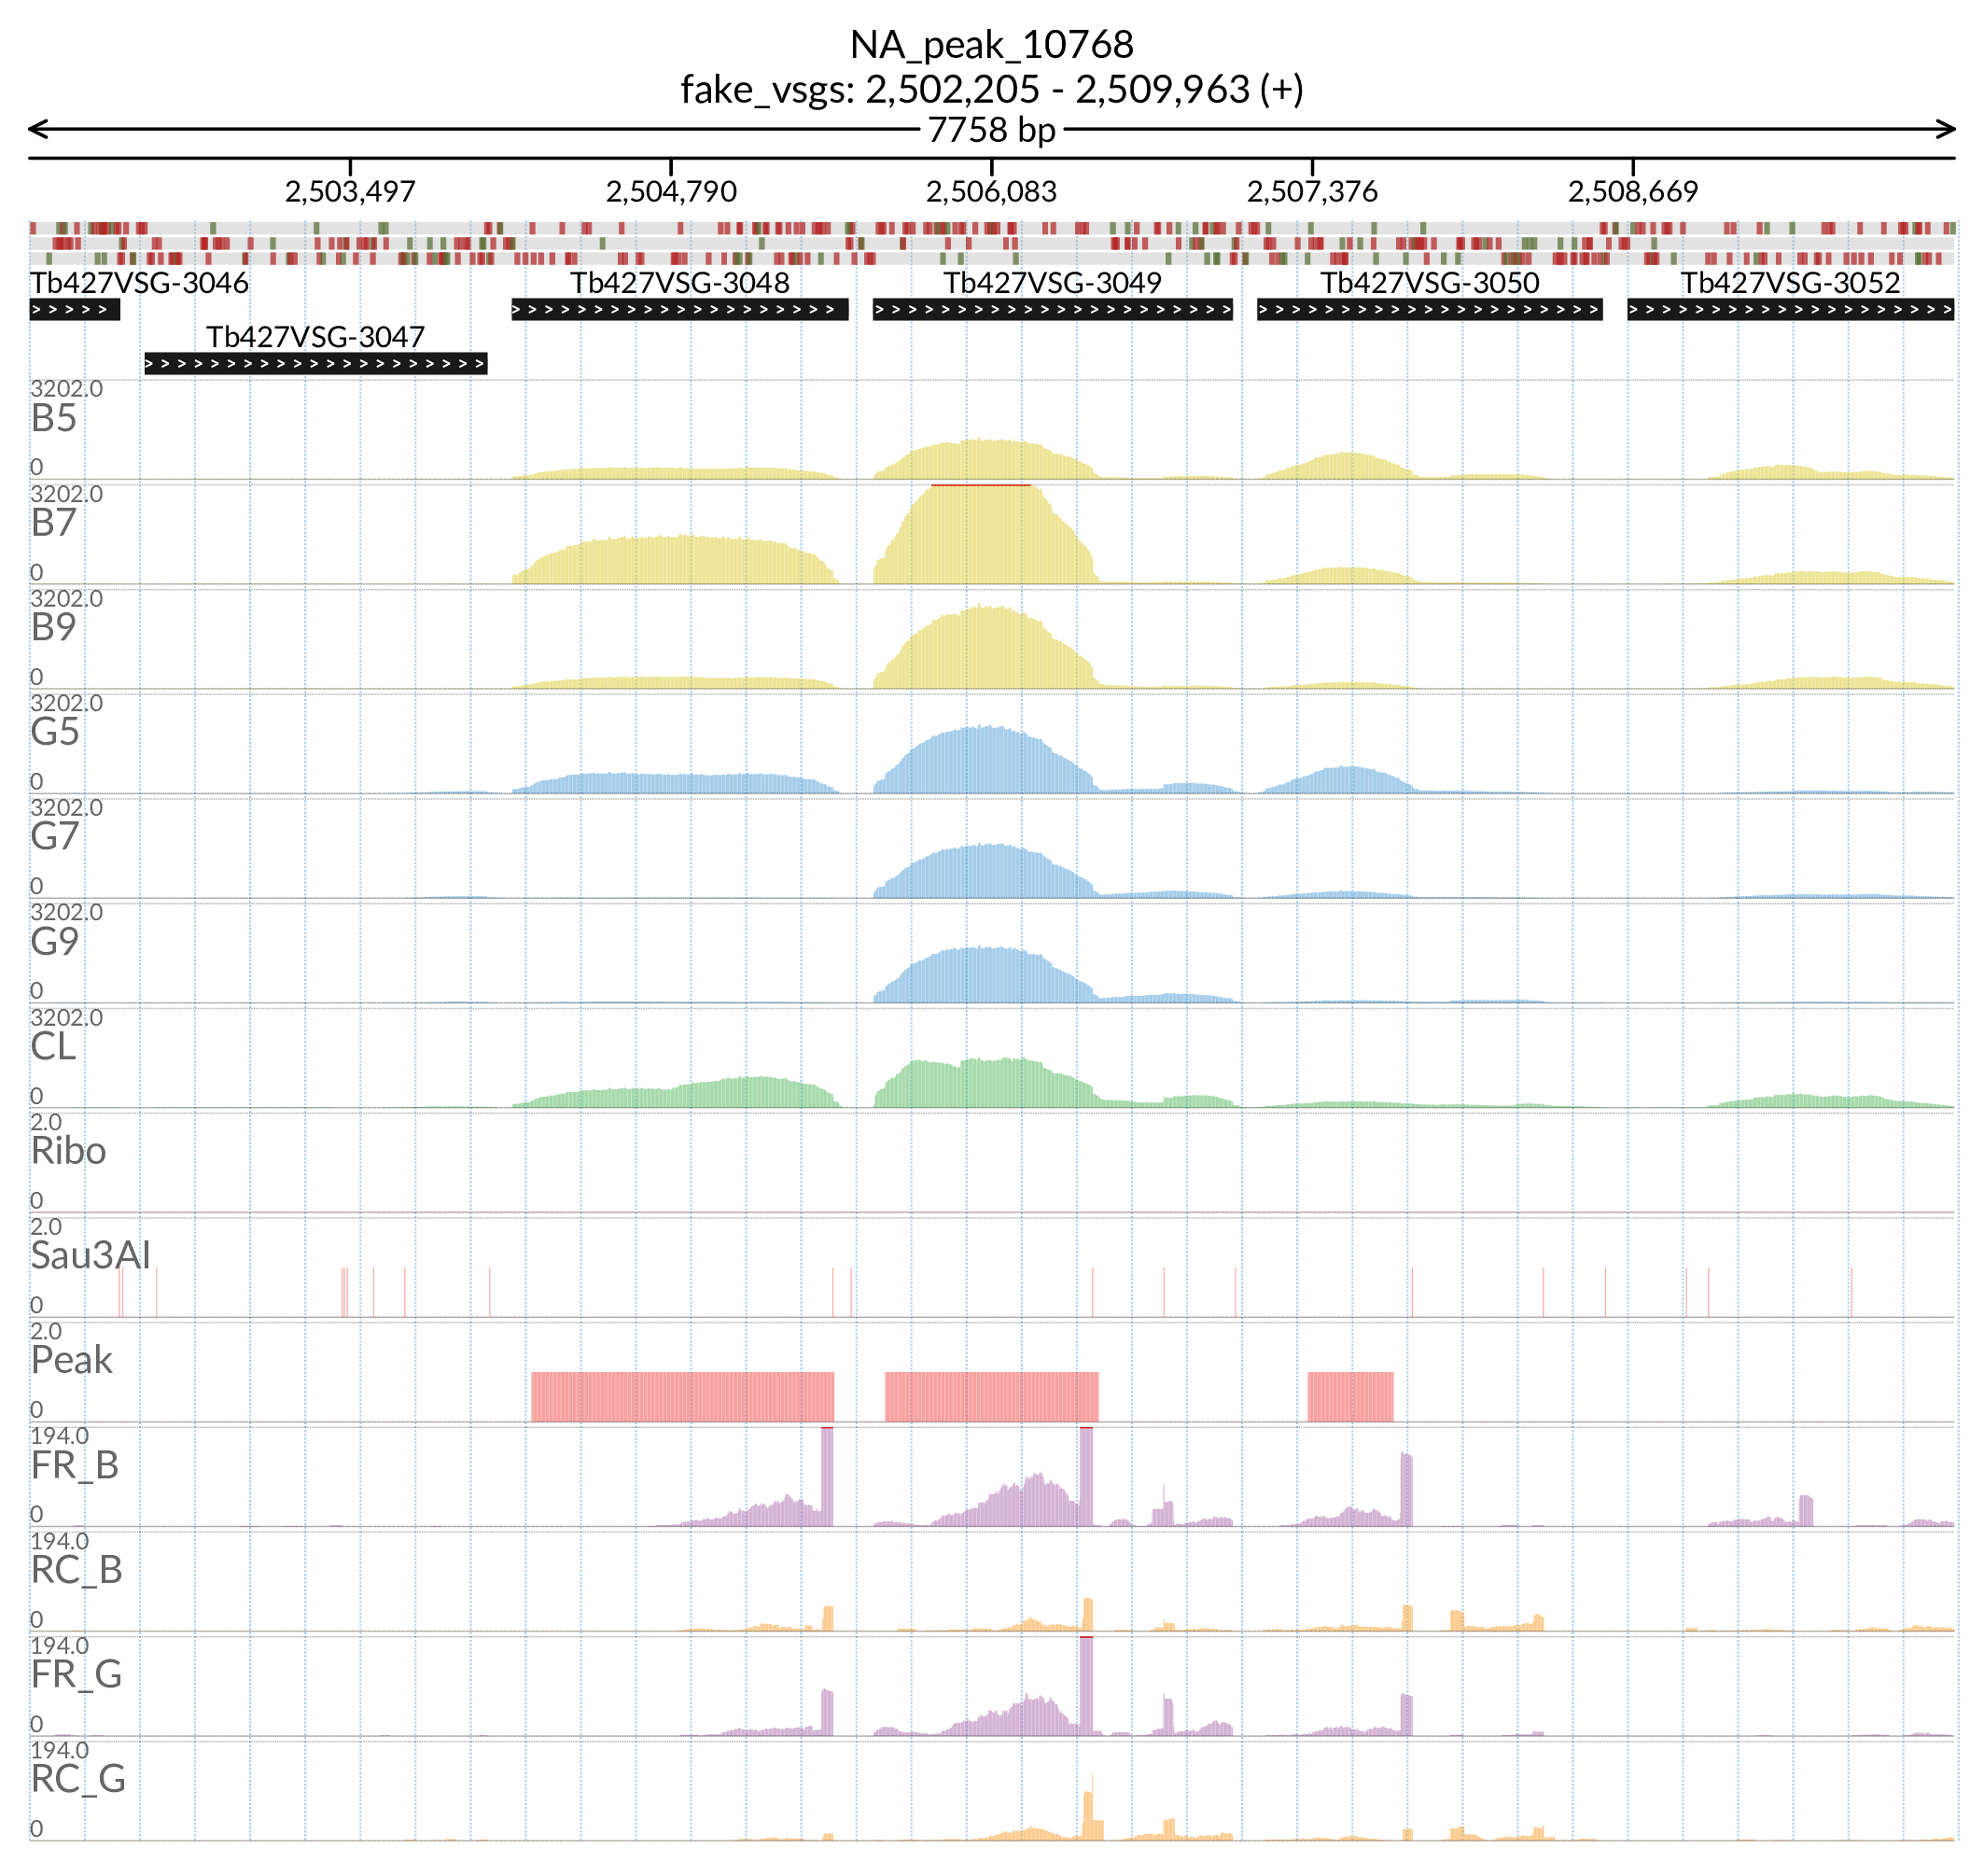 NA_peak_10768
fake_vsgs: 2,502,205 - 2,509,963 (+)
7758 bp
2,503,497 2,504,790 2,506,083 2,507,376 2,508,669
Tb427VSG-3046 Tb427VSG-3048 Tb427VSG-3049 Tb427VSG-3050 Tb427VSG-3052
Tb427VSG-3047
3202.0
B5
0
3202.0
B7
0
3202.0
B9
0
3202.0
G5
0
3202.0
G7
0
3202.0
G9
0
3202.0
CL
0
2.0
Ribo
0
2.0
Sau3AI
0
2.0
Peak
0
194.0
FR_B
0
194.0
RC_B
0
194.0
FR_G
0
194.0
RC_G
0